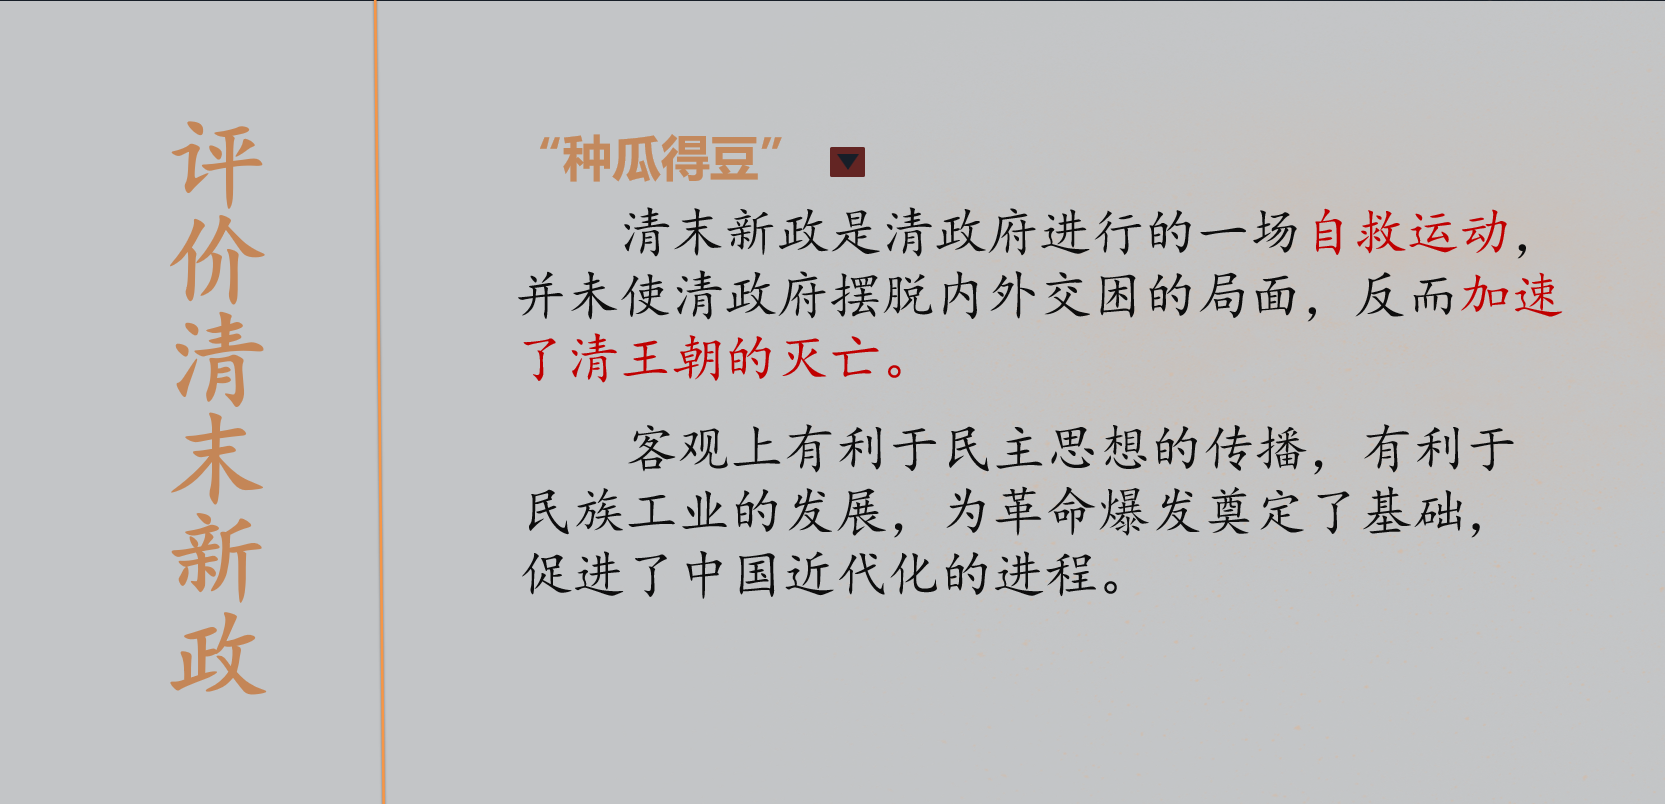 评价清末新政
“种瓜得豆”
清末新政是清政府进行的一场自救运动，
并未使清政府摆脱内外交困的局面，反而加速
了清王朝的灭亡。
客观上有利于民主思想的传播，有利于
民族工业的发展，为革命爆发奠定了基础，
促进了中国近代化的进程。